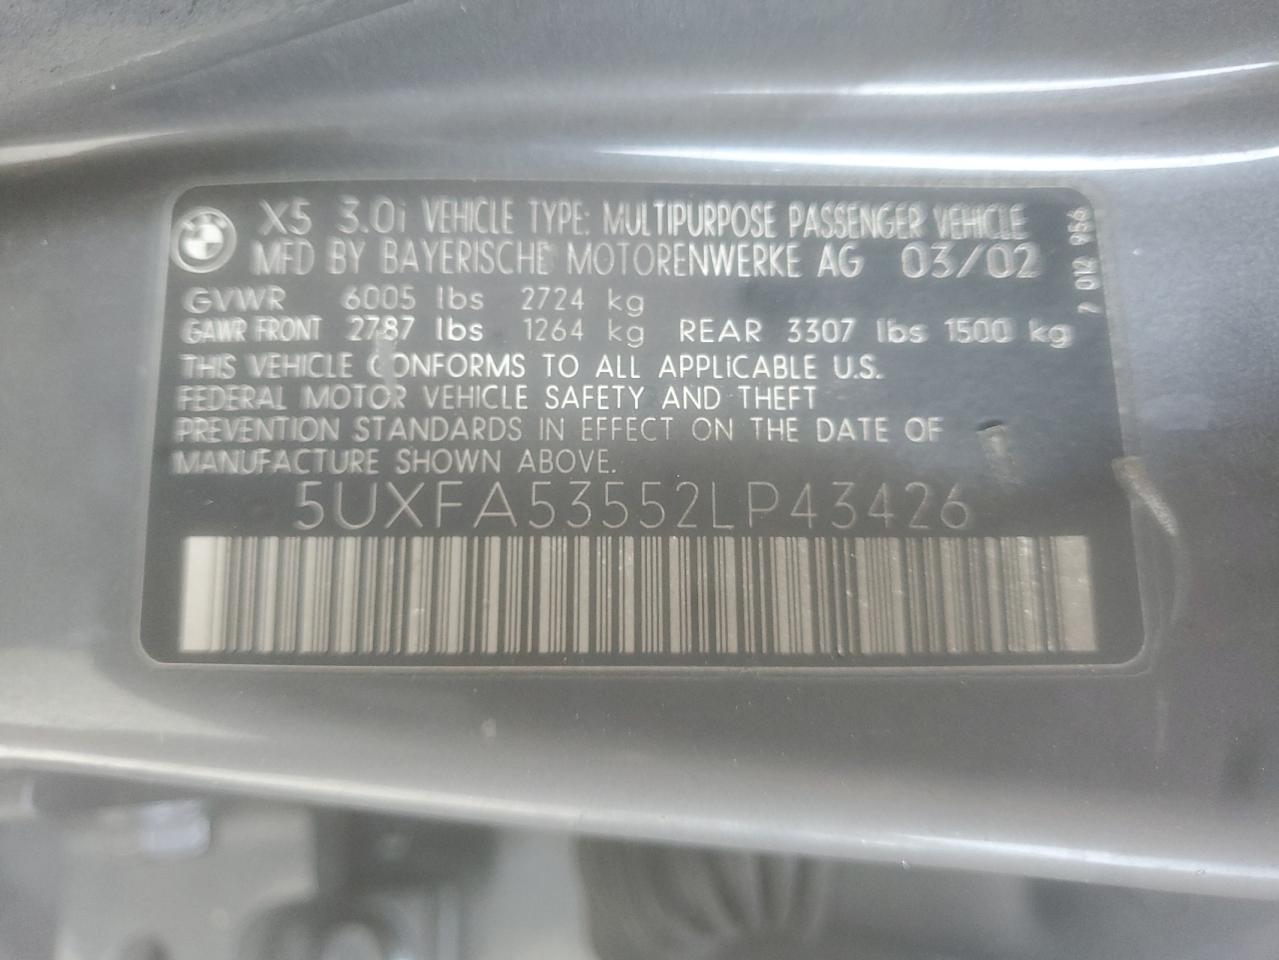 X5 3.0i VEHICLE TYPE: MULTIPURPOSE PASSENGER VEHICLE
MFD BY BAYERISCHE MOTORENWERKE AG 03/02
GVWR 6005 lbs 2724 kg
GAWR FRONT 2787 lbs 1264 kg REAR 3307 lbs 1500 kg
THIS VEHICLE CONFORMS TO ALL APPLiCABLE U.S.
FEDERAL MOTOR VEHICLE SAFETY AND THEFT
PREVENTION STANDARDS IN EFFECT ON THE DATE OF
MANUFACTURE SHOWN ABOVE.
5UXFA53552LP43426
7 012 956